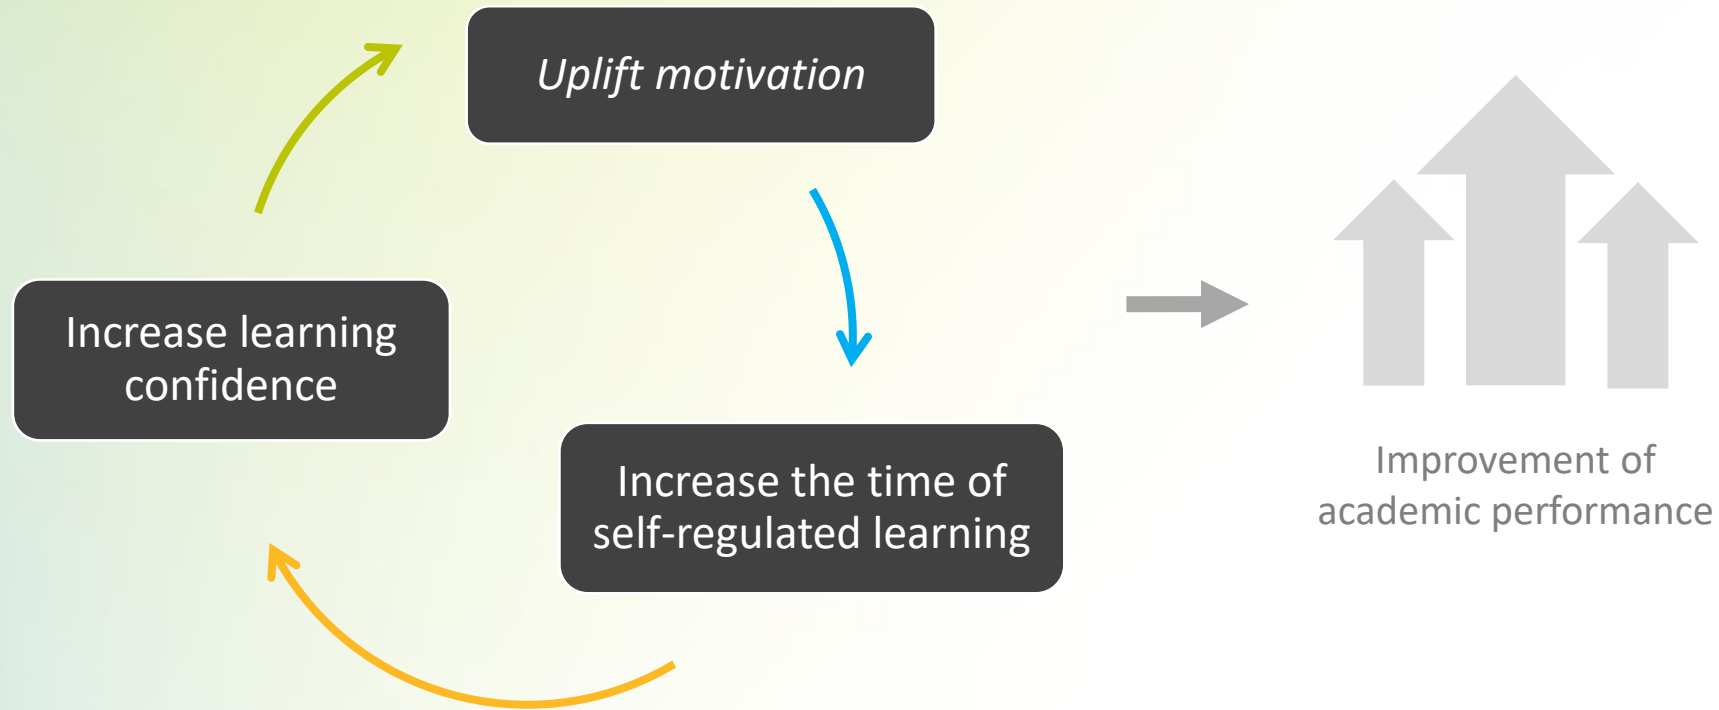 Uplift motivation
Increase learning
confidence
Increase the time of
self-regulated learning
Improvement of
academic performance